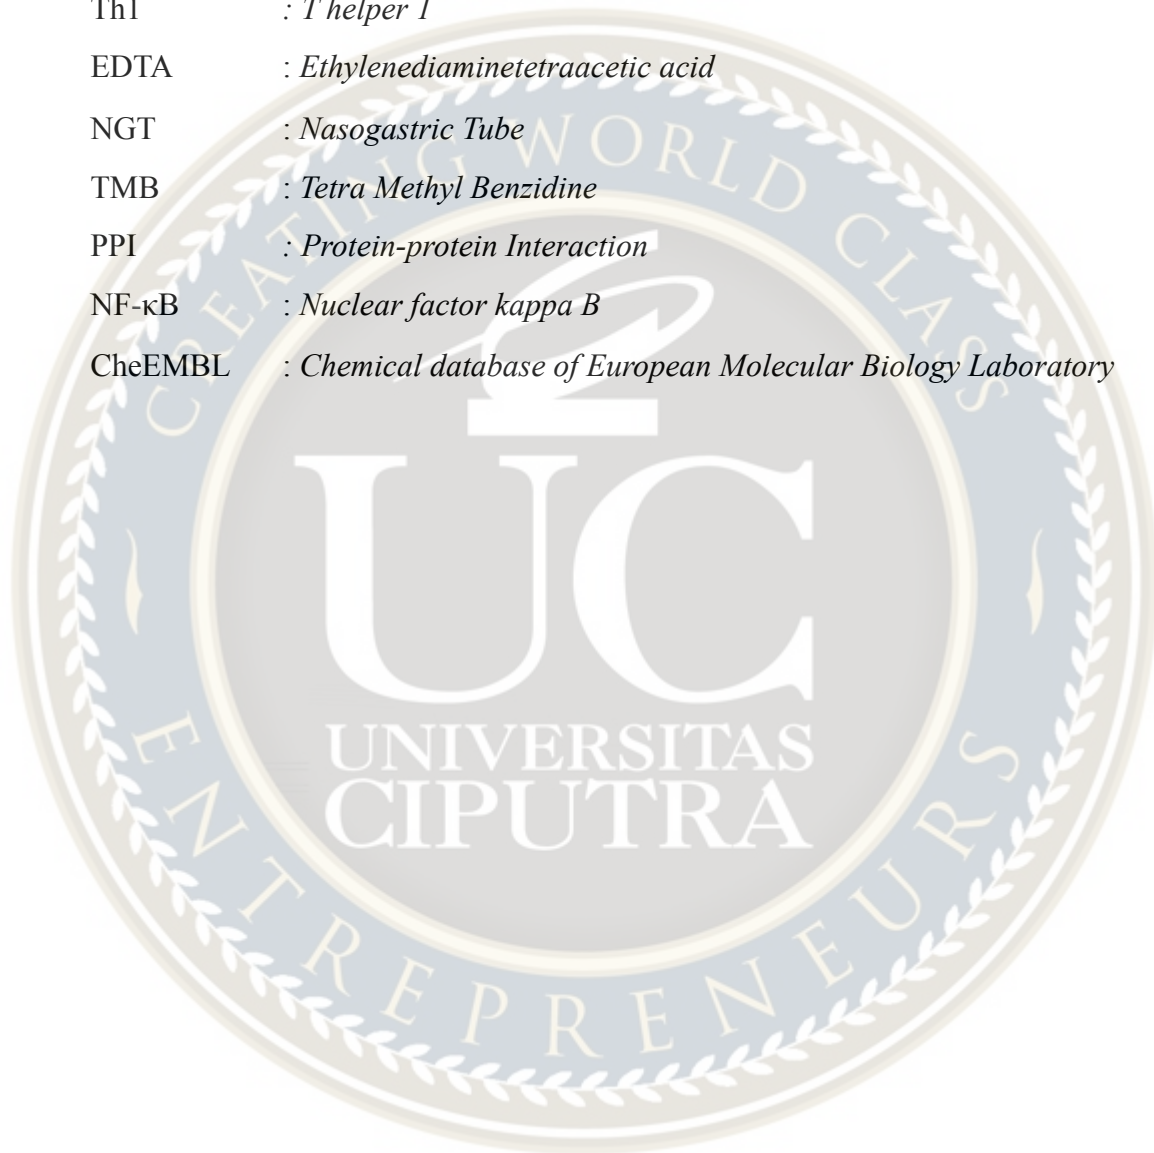 Th1 : T helper 1
EDTA : Ethylenediaminetetraacetic acid
NGT : Nasogastric Tube
TMB : Tetra Methyl Benzidine
PPI : Protein-protein Interaction
NF-κB : Nuclear factor kappa B
CheEMBL : Chemical database of European Molecular Biology Laboratory
CREATING WORLD CLASS
UC
UNIVERSITAS
CIPUTRA
ENTREPRENEURS